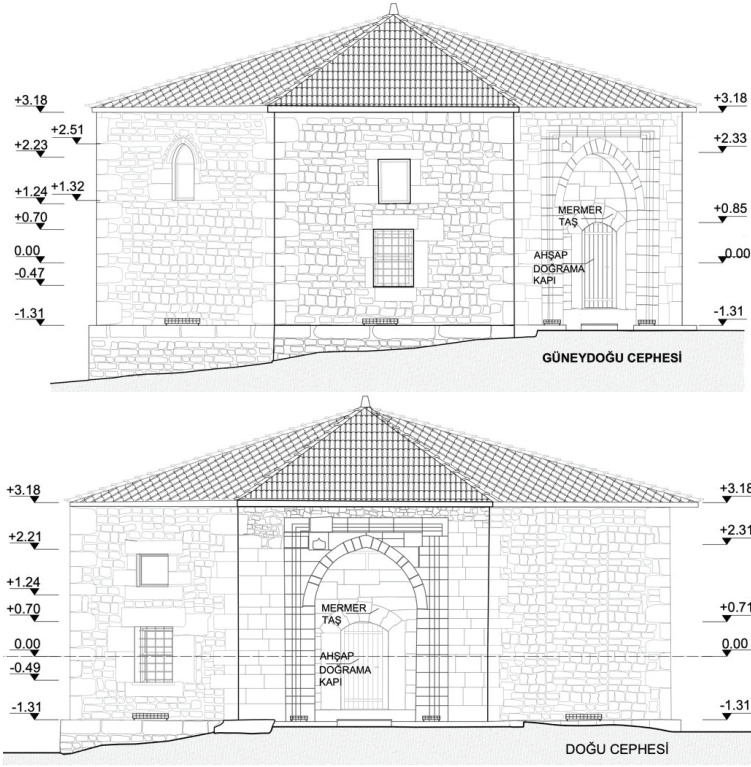 +3.18
+2.51
+2.23
+1.24
+1.32
+0.70
0.00
-0.47
-1.31
+3.18
+2.33
+0.85
0.00
-1.31
MERMER
TAŞ
AHŞAP
DOĞRAMA
KAPI
GÜNEYDOĞU CEPHESİ
+3.18
+2.21
+1.24
+0.70
0.00
-0.49
-1.31
+3.18
+2.31
+0.71
0.00
-1.31
MERMER
TAŞ
AHŞAP
DOĞRAMA
KAPI
DOĞU CEPHESİ